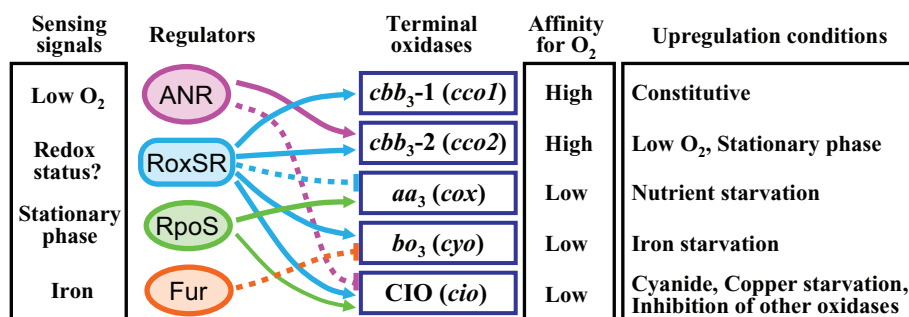 Sensing signals
Regulators
Terminal oxidases
Affinity for O2
Upregulation conditions
Low O2
Redox status?
Stationary phase
Iron
ANR
RoxSR
RpoS
Fur
cbb3-1 (cco1)
High
Constitutive
cbb3-2 (cco2)
High
Low O2, Stationary phase
aa3 (cox)
Low
Nutrient starvation
bo3 (cyo)
Low
Iron starvation
CIO (cio)
Low
Cyanide, Copper starvation,
Inhibition of other oxidases